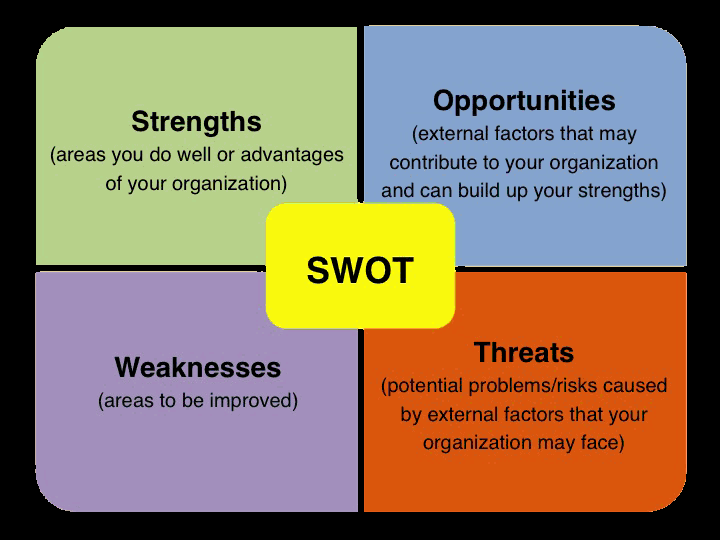 Strengths
(areas you do well or advantages
of your organization)
Opportunities
(external factors that may
contribute to your organization
and can build up your strengths)
SWOT
Weaknesses
(areas to be improved)
Threats
(potential problems/risks caused
by external factors that your
organization may face)